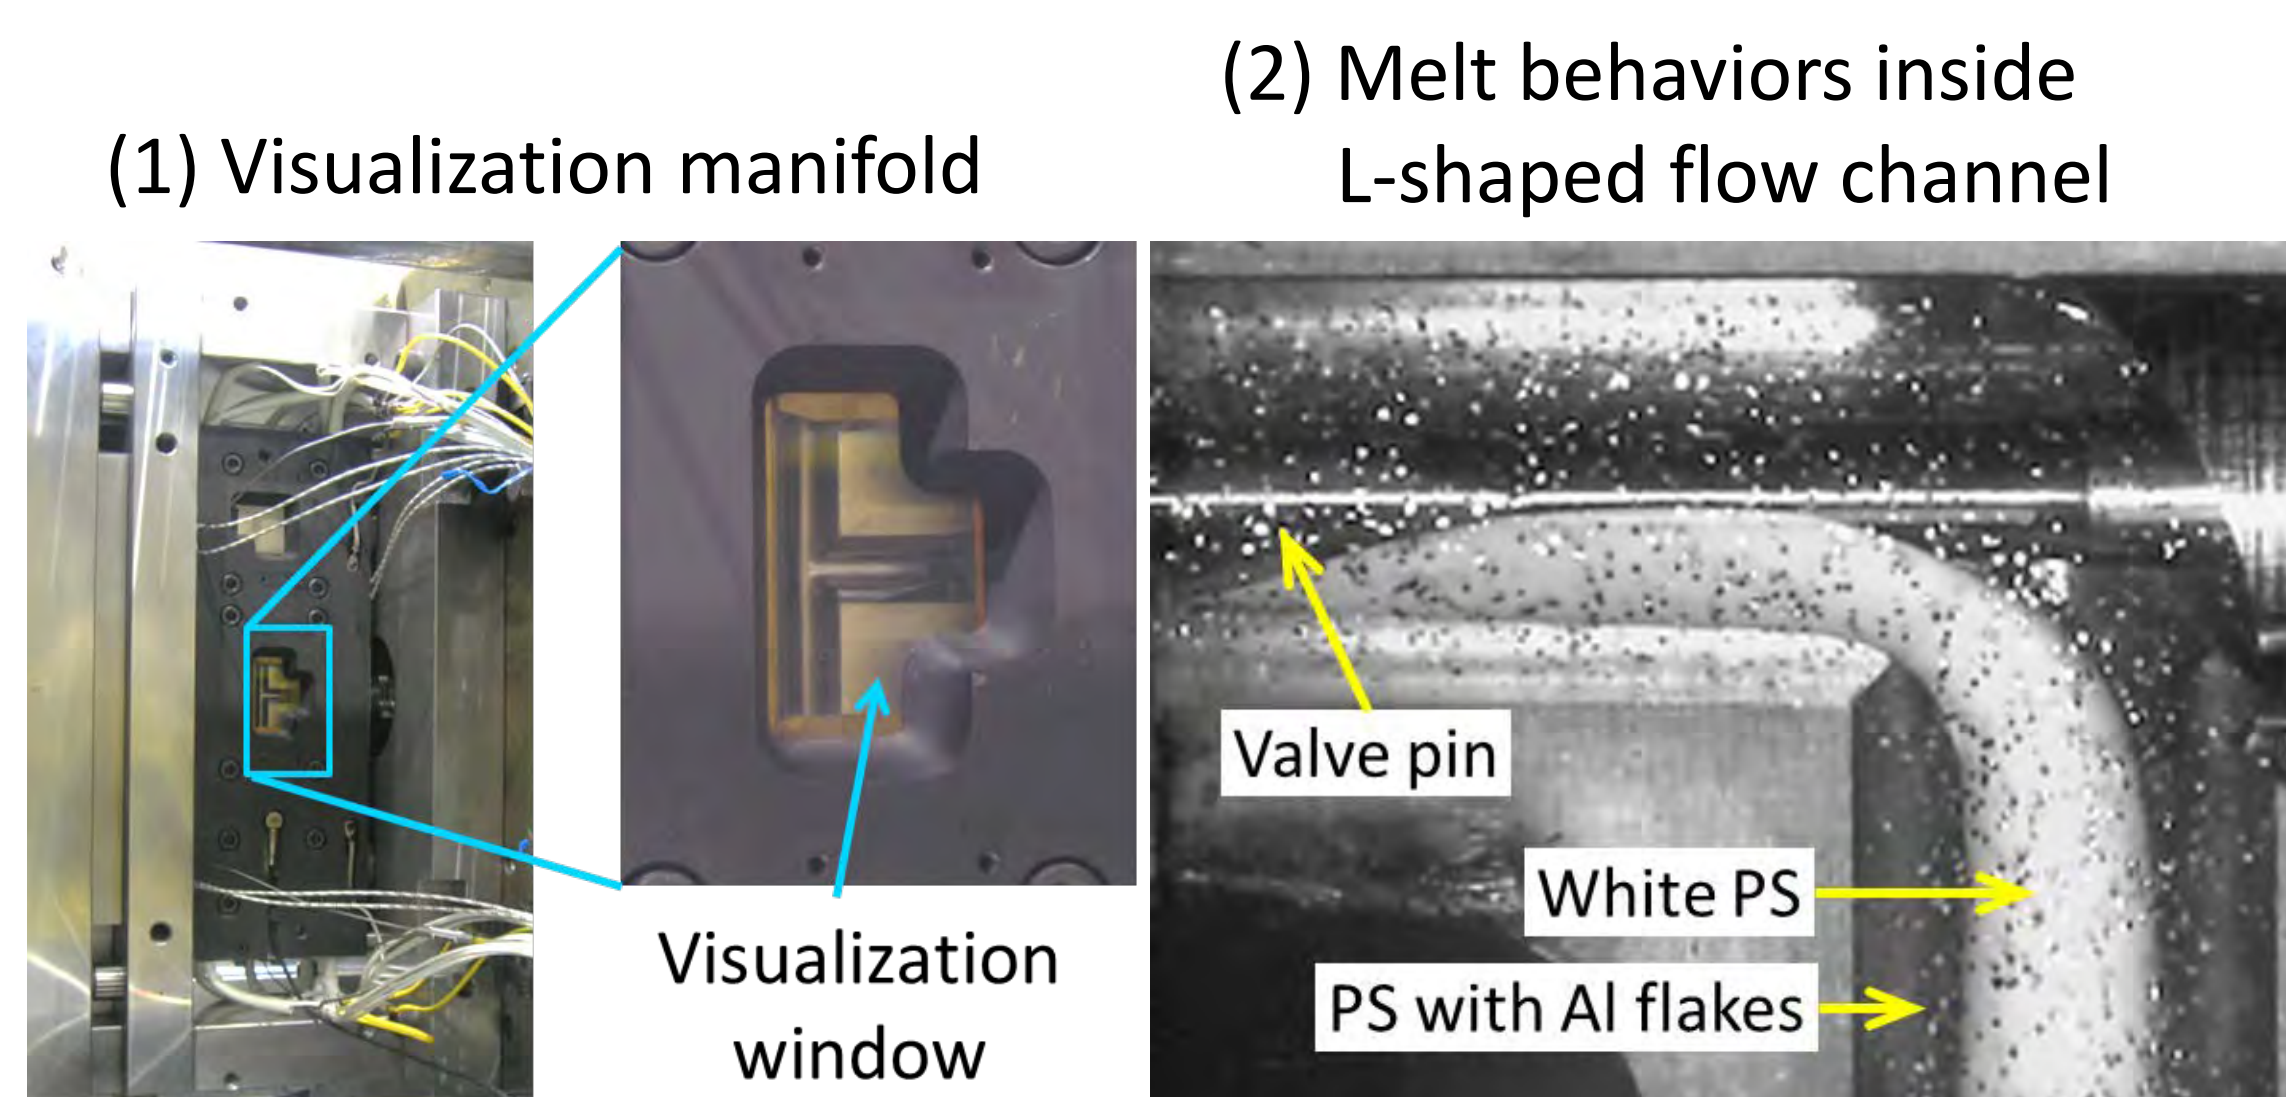 (1) Visualization manifold
(2) Melt behaviors inside
L-shaped flow channel
Visualization
window
Valve pin
White PS
PS with Al flakes